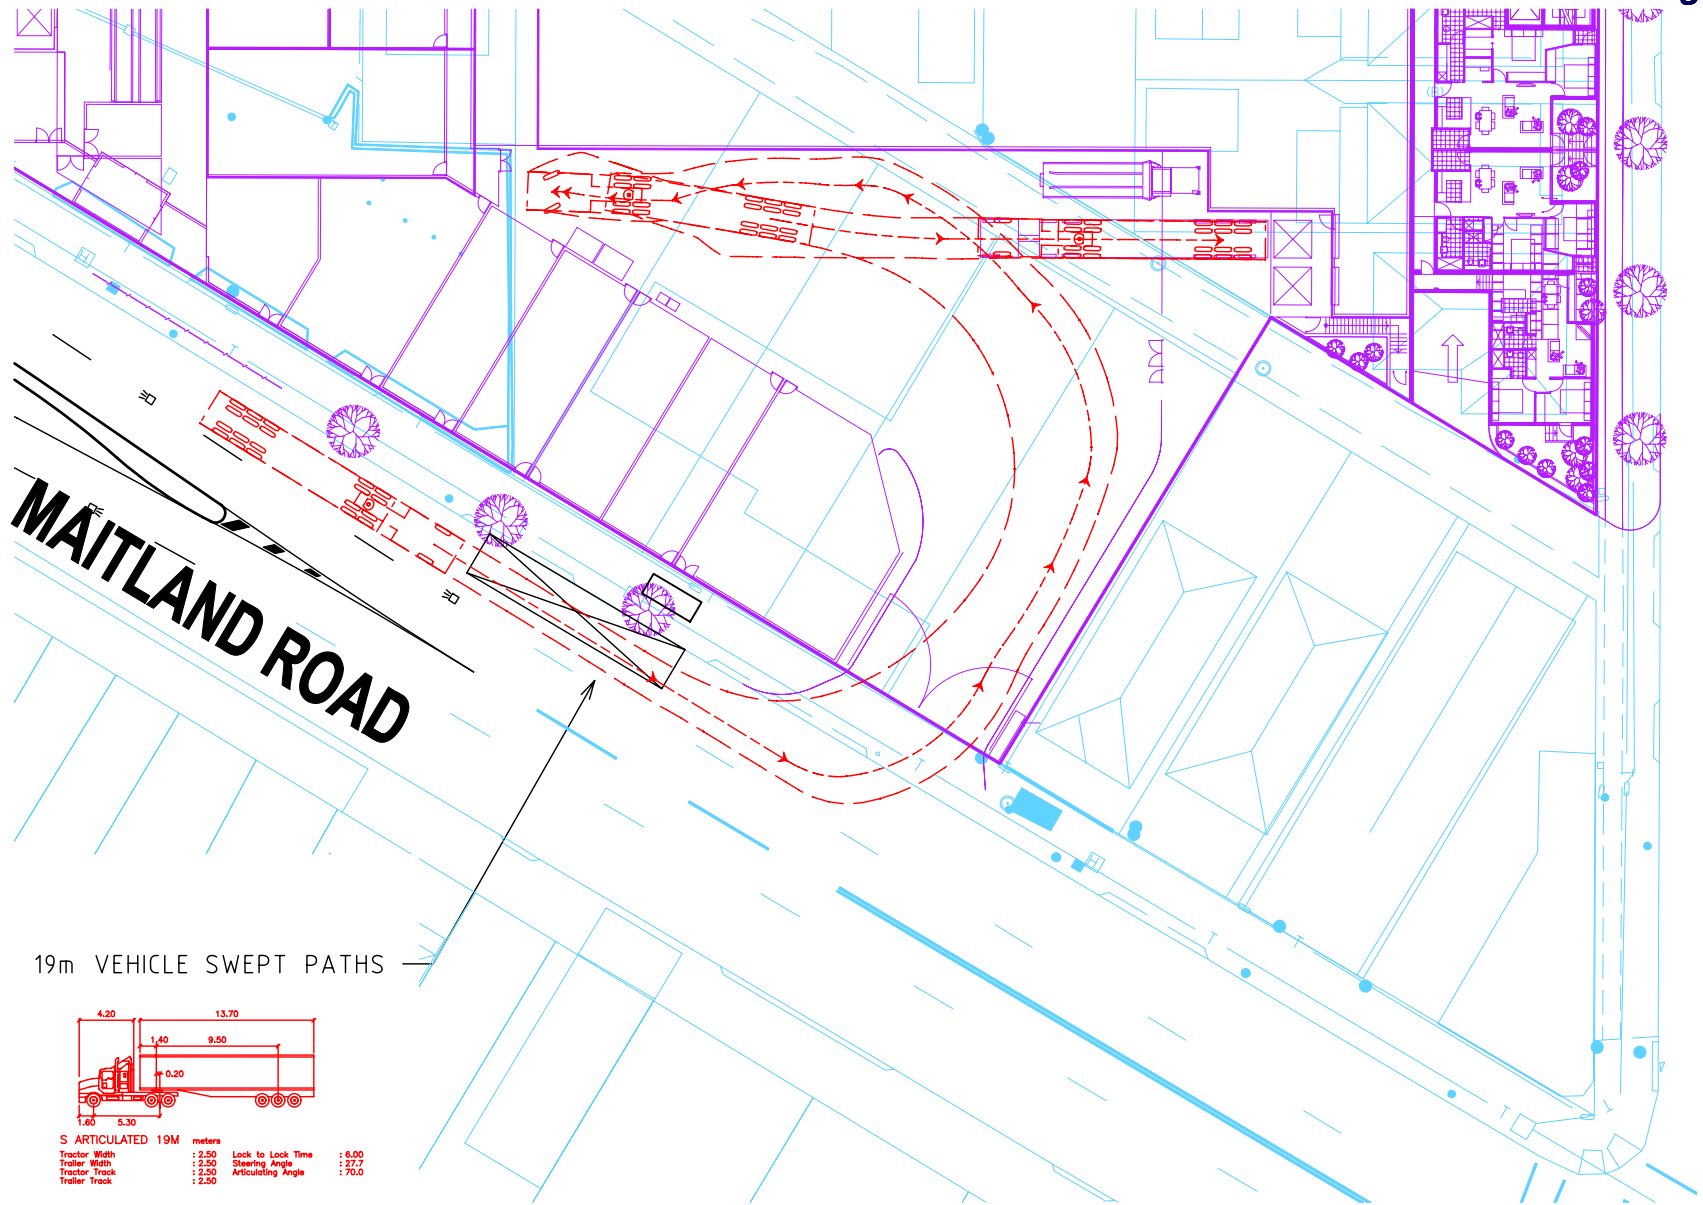 MAITLAND ROAD
19m VEHICLE SWEPT PATHS
4.20 13.70
1.40 9.50
0.20
1.60 5.30
S ARTICULATED 19M meters
Tractor Width : 2.50 Lock to Lock Time : 6.00
Trailer Width : 2.50 Steering Angle : 27.7
Tractor Track : 2.50 Articulating Angle : 70.0
Trailer Track : 2.50